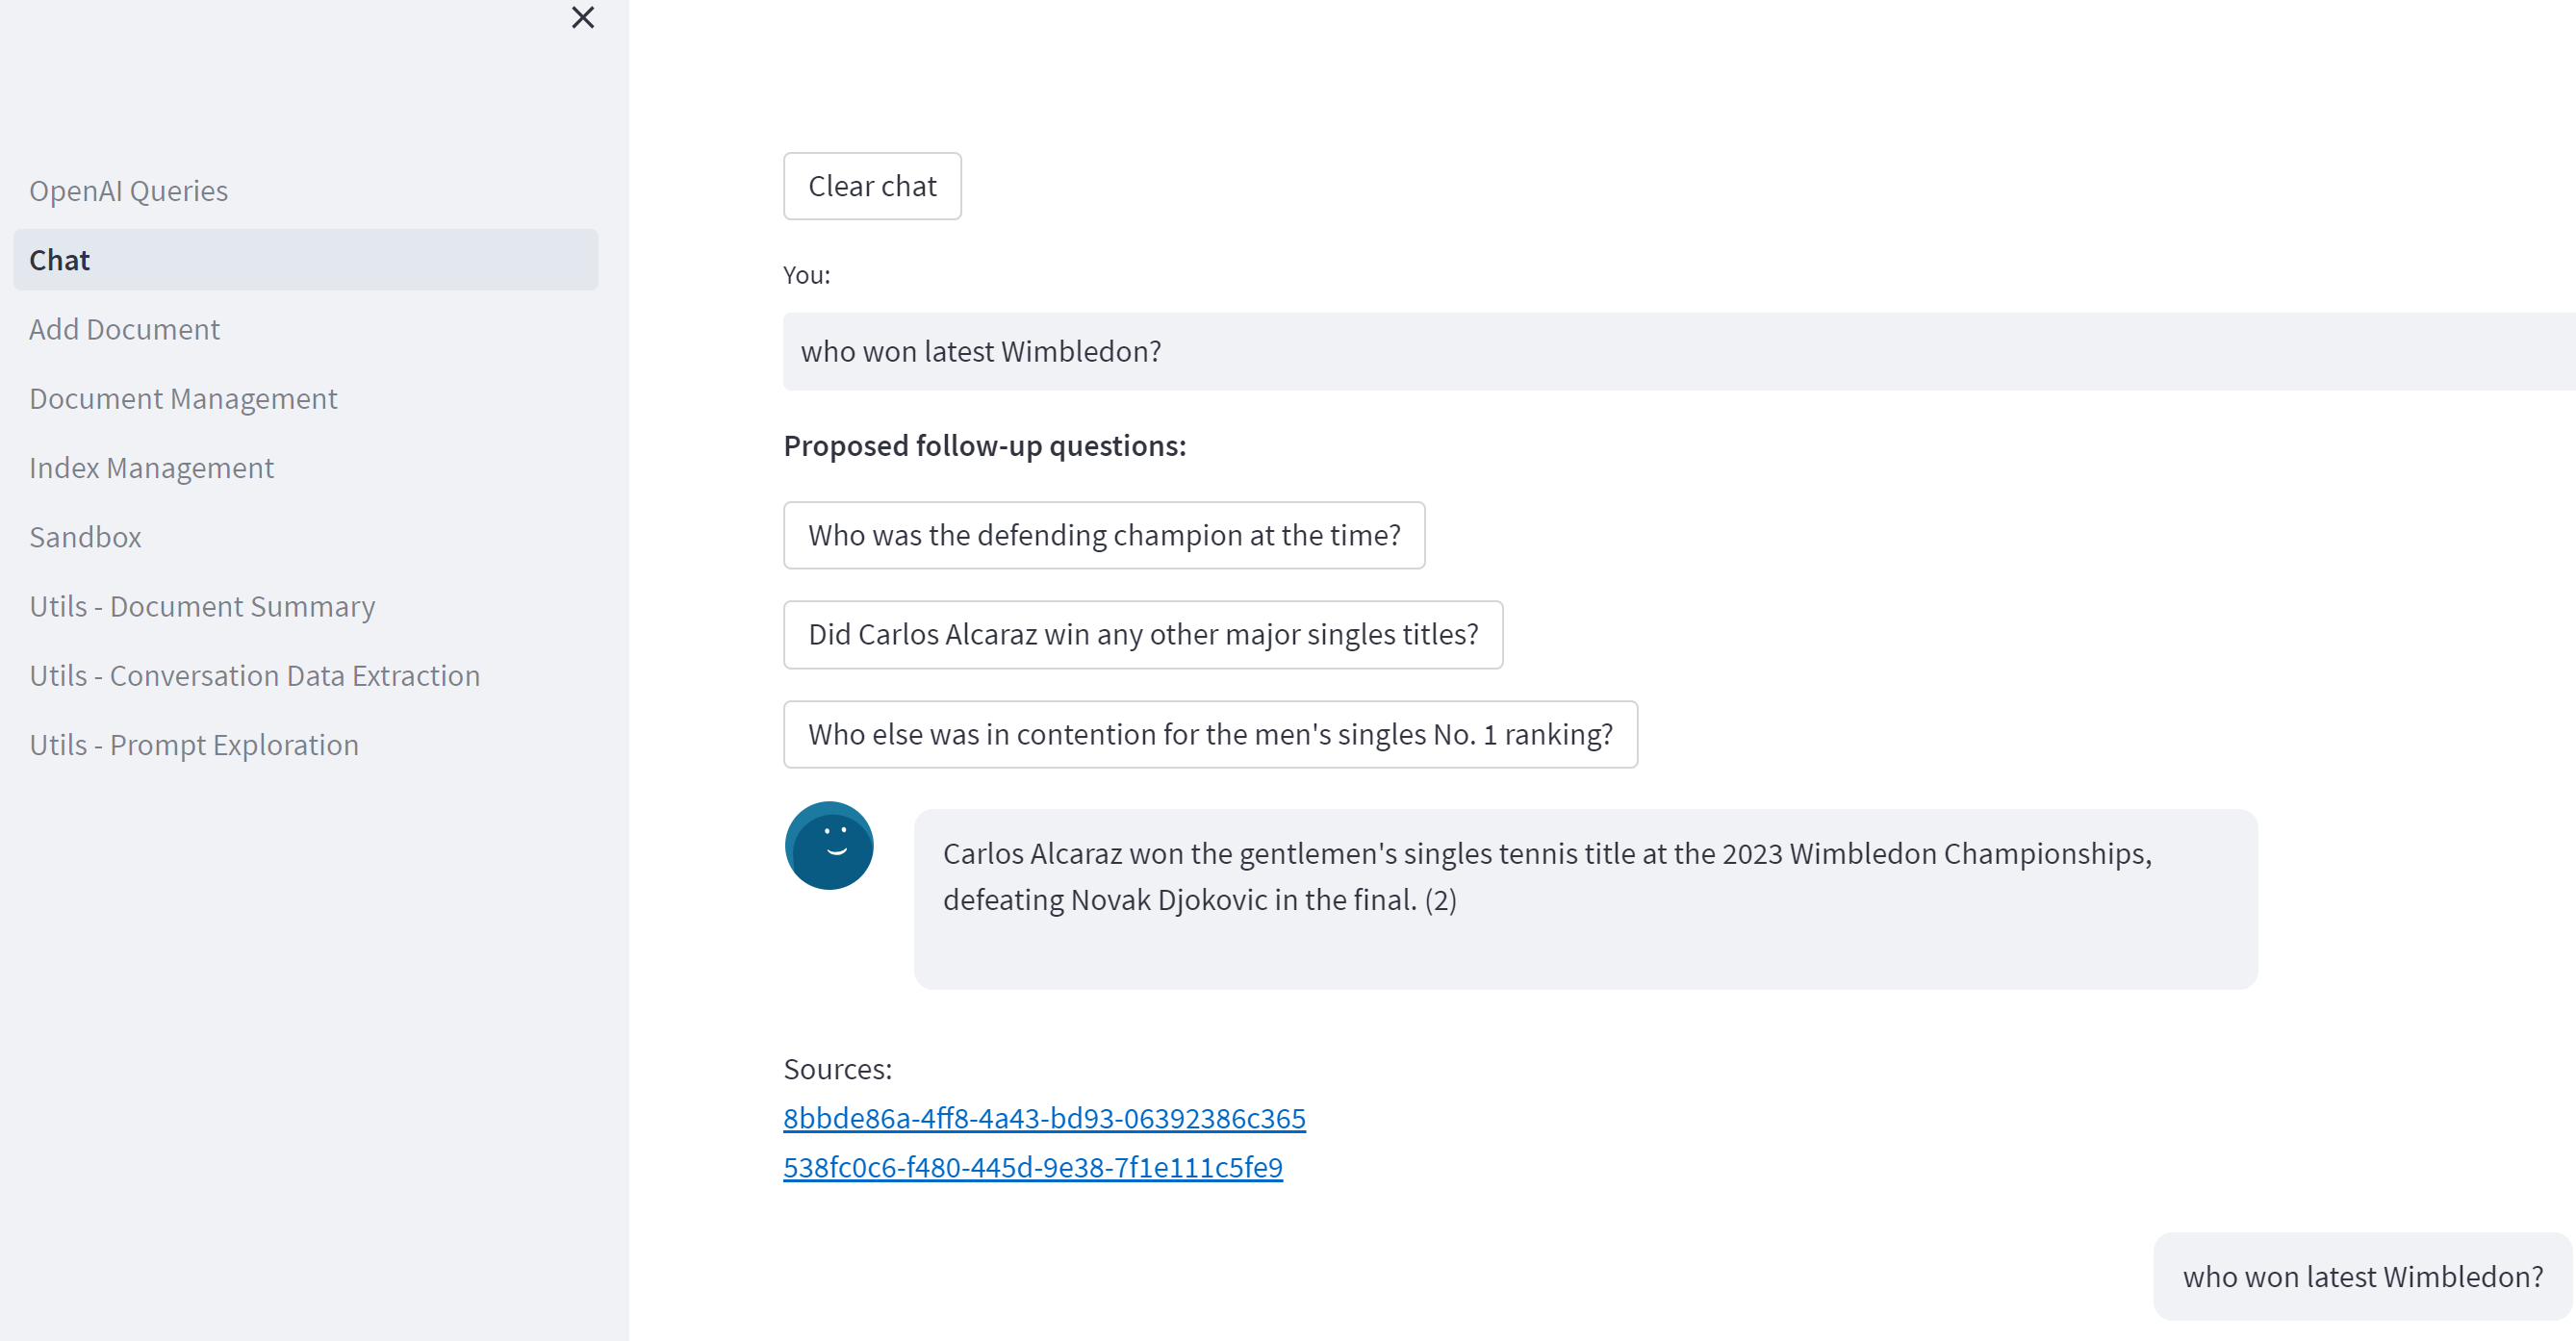 OpenAI Queries
Chat
Add Document
Document Management
Index Management
Sandbox
Utils - Document Summary
Utils - Conversation Data Extraction
Utils - Prompt Exploration
Clear chat
You:
who won latest Wimbledon?
Proposed follow-up questions:
Who was the defending champion at the time?
Did Carlos Alcaraz win any other major singles titles?
Who else was in contention for the men's singles No. 1 ranking?
Carlos Alcaraz won the gentlemen's singles tennis title at the 2023 Wimbledon Championships,
defeating Novak Djokovic in the final. (2)
Sources:
8bbde86a-4ff8-4a43-bd93-06392386c365
538fc0c6-f480-445d-9e38-7f1e111c5fe9
who won latest Wimbledon?